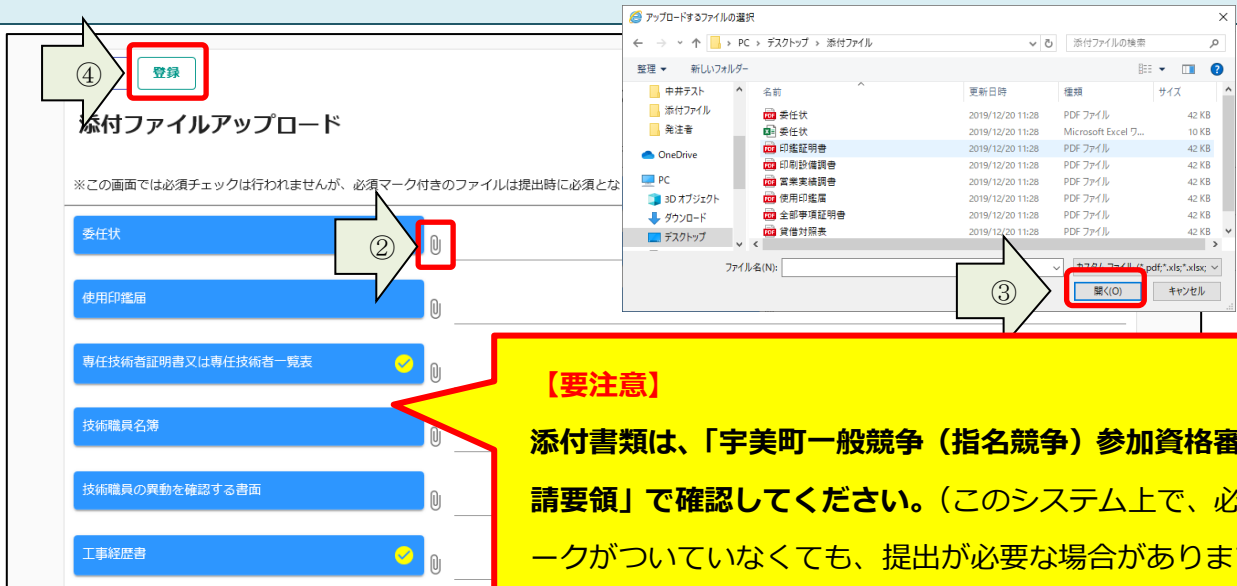 ④
登録
添付ファイルアップロード
※この画面では必須チェックは行われませんが、必須マーク付きのファイルは提出時に必須とな
委任状
②
使用印鑑届
専任技術者証明書又は専任技術者一覧表
技術職員名簿
技術職員の異動を確認する書面
工事経歴書
アップロードするファイルの選択
PC › デスクトップ › 添付ファイル
添付ファイルの検索
整理 新しいフォルダー
中井テスト
添付ファイル
発注者
OneDrive
PC
3D オブジェクト
ダウンロード
デスクトップ
名前 更新日時 種類 サイズ
委任状 2019/12/20 11:28 PDF ファイル 42 KB
委任状 2019/12/20 11:28 Microsoft Excel ワ... 10 KB
印鑑証明書 2019/12/20 11:28 PDF ファイル 42 KB
印刷設備調書 2019/12/20 11:28 PDF ファイル 42 KB
営業実績調書 2019/12/20 11:28 PDF ファイル 42 KB
使用印鑑届 2019/12/20 11:28 PDF ファイル 42 KB
全部事項証明書 2019/12/20 11:28 PDF ファイル 42 KB
貸借対照表 2019/12/20 11:28 PDF ファイル 42 KB
ファイル名(N):
カスタム ファイル (*.pdf;*.xls;*.xlsx;
③
開く(O) キャンセル
【要注意】
添付書類は、「宇美町一般競争（指名競争）参加資格審
請要領」で確認してください。（このシステム上で、必
ークがついていなくても、提出が必要な場合がありま